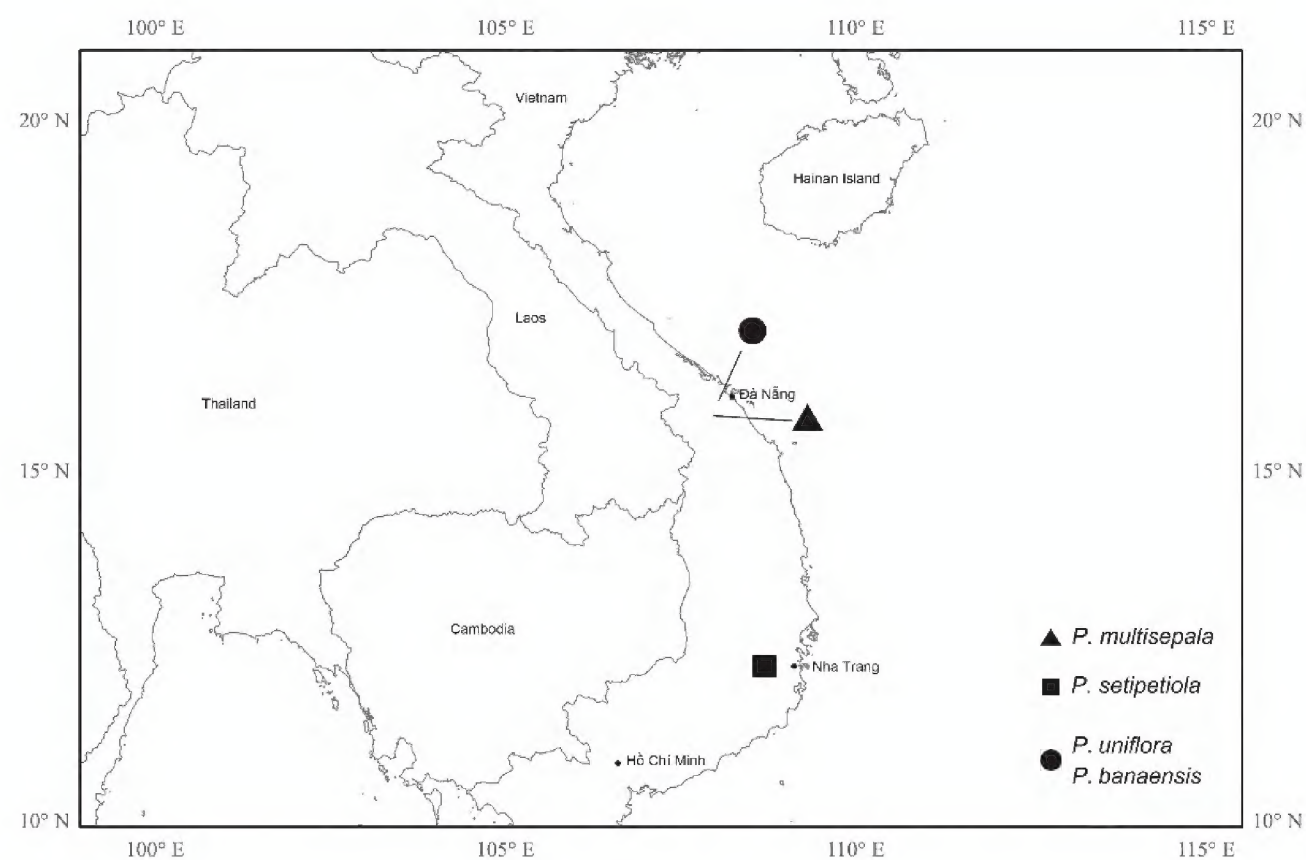 100° E 105° E 110° E 115° E
Vietnam
20° N 20° N
Hainan Island
Laos
Thailand
Đà Nẵng
15° N 15° N
Cambodia
P. multisepala
Nha Trang
P. setipetiola
P. uniflora
Hồ Chí Minh
P. banaensis
10° N 10° N
100° E 105° E 110° E 115° E